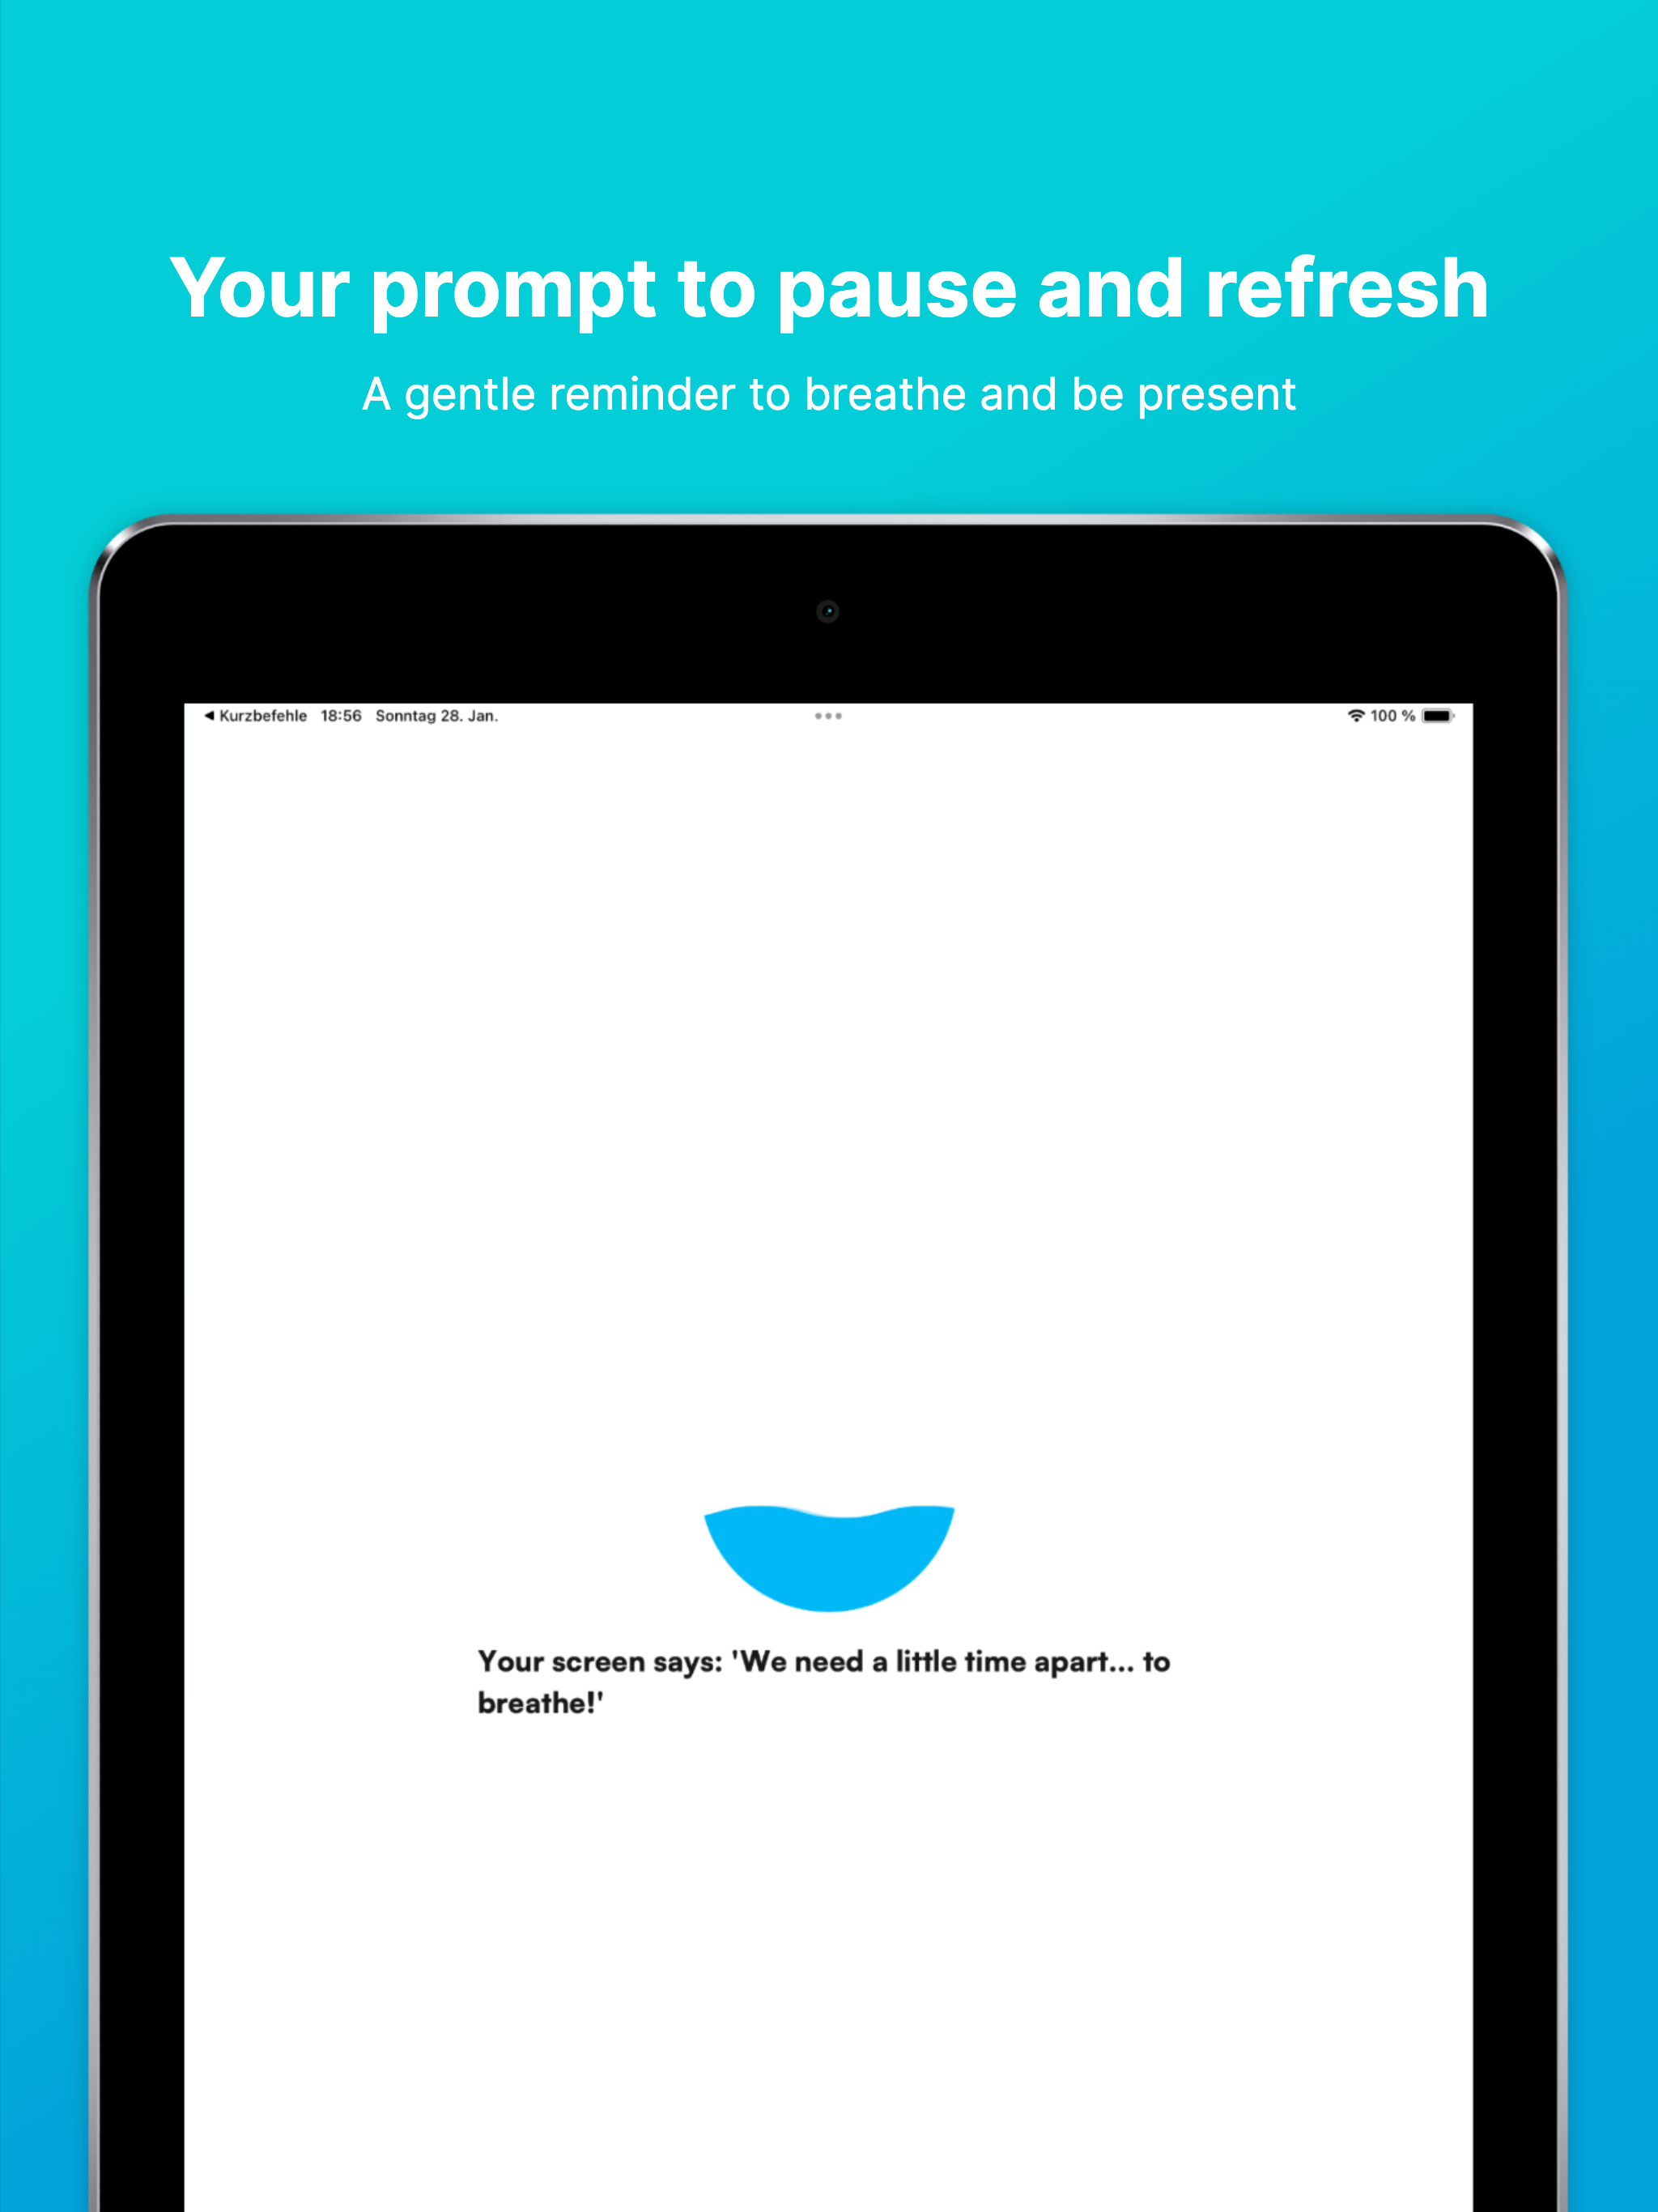 Your prompt to pause and refresh
A gentle reminder to breathe and be present
◀ Kurzbefehle 18:56 Sonntag 28. Jan. 100 %
Your screen says: 'We need a little time apart... to
breathe!'